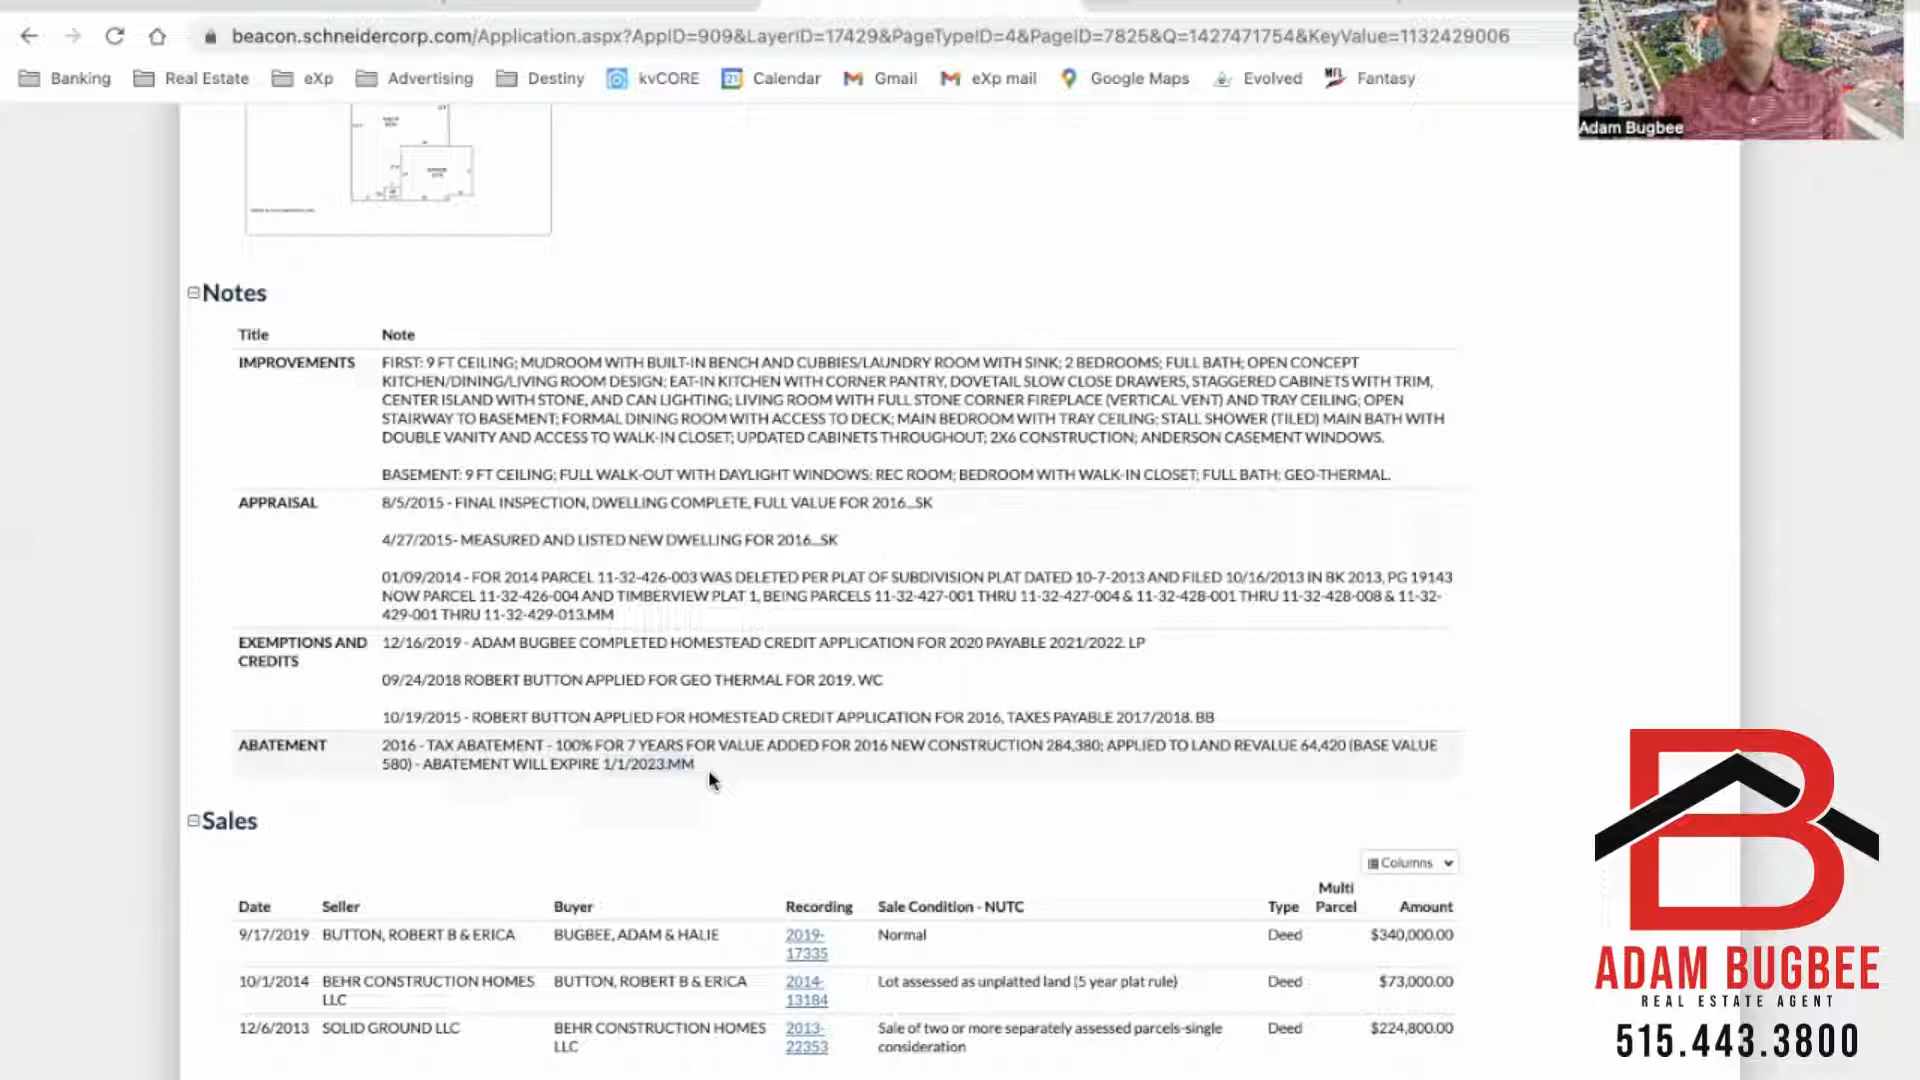 beacon.schneidercorp.com/Application.aspx?AppID=909&LayerID=17429&PageTypeID=4&PageID=7825&Q=1427471754&KeyValue=1132429006
Banking Real Estate eXp Advertising Destiny kvCORE Calendar Gmail eXp mail Google Maps Evolved Fantasy
Adam Bugbee
Notes
Title Note
IMPROVEMENTS FIRST: 9 FT CEILING; MUDROOM WITH BUILT-IN BENCH AND CUBBIES/LAUNDRY ROOM WITH SINK; 2 BEDROOMS; FULL BATH; OPEN CONCEPT
KITCHEN/DINING/LIVING ROOM DESIGN; EAT-IN KITCHEN WITH CORNER PANTRY, DOVETAIL SLOW CLOSE DRAWERS, STAGGERED CABINETS WITH TRIM,
CENTER ISLAND WITH STONE, AND CAN LIGHTING; LIVING ROOM WITH FULL STONE CORNER FIREPLACE (VERTICAL VENT) AND TRAY CEILING; OPEN
STAIRWAY TO BASEMENT; FORMAL DINING ROOM WITH ACCESS TO DECK; MAIN BEDROOM WITH TRAY CEILING; STALL SHOWER (TILED) MAIN BATH WITH
DOUBLE VANITY AND ACCESS TO WALK-IN CLOSET; UPDATED CABINETS THROUGHOUT; 2X6 CONSTRUCTION; ANDERSON CASEMENT WINDOWS.
BASEMENT: 9 FT CEILING; FULL WALK-OUT WITH DAYLIGHT WINDOWS: REC ROOM; BEDROOM WITH WALK-IN CLOSET; FULL BATH; GEO-THERMAL.
APPRAISAL 8/5/2015 - FINAL INSPECTION, DWELLING COMPLETE, FULL VALUE FOR 2016_SK
4/27/2015- MEASURED AND LISTED NEW DWELLING FOR 2016_SK
01/09/2014 - FOR 2014 PARCEL 11-32-426-003 WAS DELETED PER PLAT OF SUBDIVISION PLAT DATED 10-7-2013 AND FILED 10/16/2013 IN BK 2013, PG 19143
NOW PARCEL 11-32-426-004 AND TIMBERVIEW PLAT 1, BEING PARCELS 11-32-427-001 THRU 11-32-427-004 & 11-32-428-001 THRU 11-32-428-008 & 11-32-
429-001 THRU 11-32-429-013.MM
EXEMPTIONS AND 12/16/2019 - ADAM BUGBEE COMPLETED HOMESTEAD CREDIT APPLICATION FOR 2020 PAYABLE 2021/2022. LP
CREDITS
09/24/2018 ROBERT BUTTON APPLIED FOR GEO THERMAL FOR 2019. WC
10/19/2015 - ROBERT BUTTON APPLIED FOR HOMESTEAD CREDIT APPLICATION FOR 2016, TAXES PAYABLE 2017/2018. BB
ABATEMENT 2016 - TAX ABATEMENT - 100% FOR 7 YEARS FOR VALUE ADDED FOR 2016 NEW CONSTRUCTION 284,380; APPLIED TO LAND REVALUE 64,420 (BASE VALUE
580) - ABATEMENT WILL EXPIRE 1/1/2023.MM
Sales
Columns
Date Seller Buyer Recording Sale Condition - NUTC Type Multi Parcel Amount
9/17/2019 BUTTON, ROBERT B & ERICA BUGBEE, ADAM & HALIE 2019- Normal Deed $340,000.00
17335
10/1/2014 BEHR CONSTRUCTION HOMES BUTTON, ROBERT B & ERICA 2014- Lot assessed as unplatted land (5 year plat rule) Deed $73,000.00
LLC 13184
12/6/2013 SOLID GROUND LLC BEHR CONSTRUCTION HOMES 2013- Sale of two or more separately assessed parcels-single Deed $224,800.00
LLC 22353 consideration
B
ADAM BUGBEE
REAL ESTATE AGENT
515.443.3800